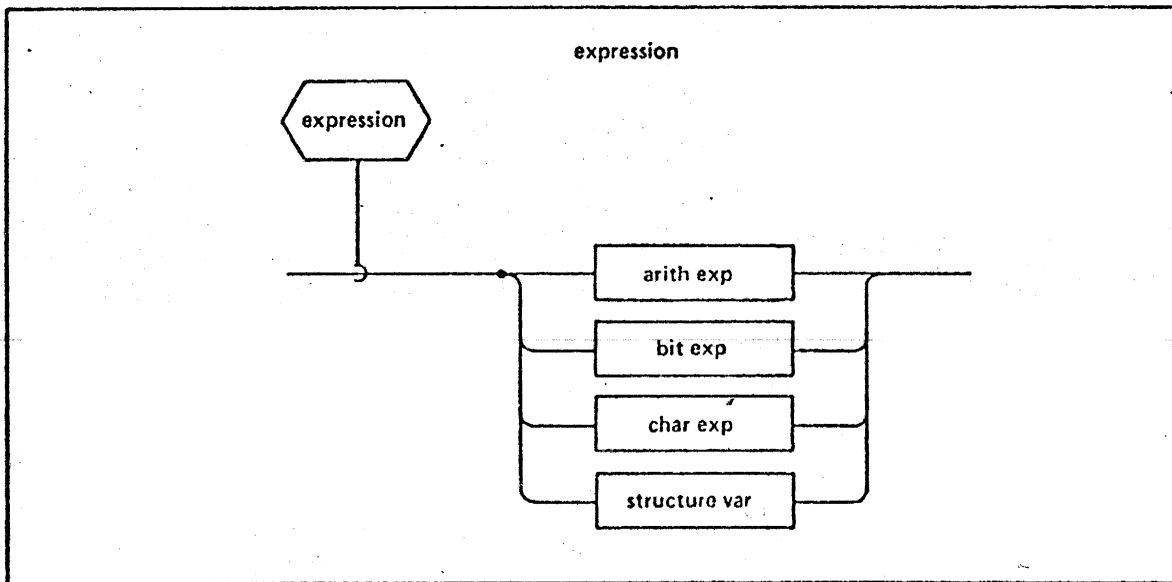 expression
expression
arith exp
bit exp
char exp
structure var